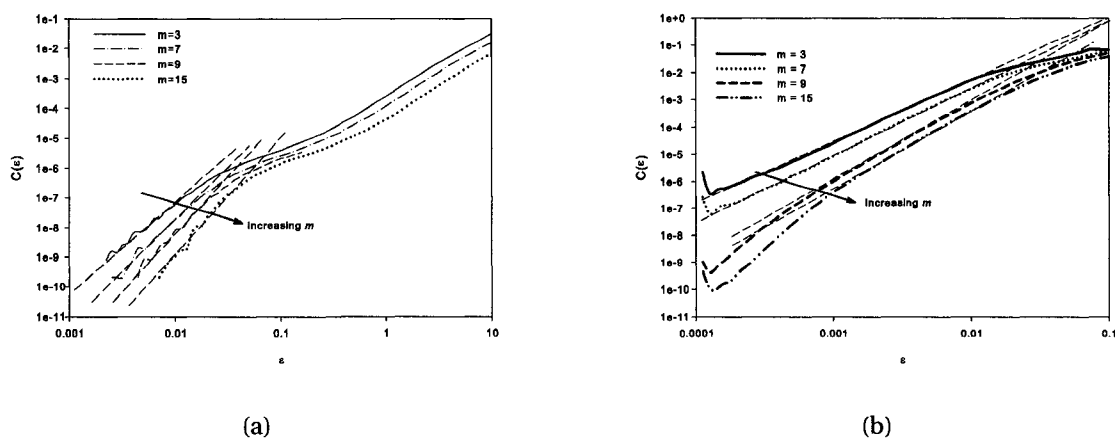 1e-1
1e-2
1e-3
1e-4
1e-5
1e-6
1e-7
1e-8
1e-9
1e-10
1e-11
C(ε)
m=3
m=7
m=9
m=15
Increasing m
0.001
0.01
0.1
1
10
ε
(a)
1e+0
1e-1
1e-2
1e-3
1e-4
1e-5
1e-6
1e-7
1e-8
1e-9
1e-10
1e-11
C(ε)
m = 3
m = 7
m = 9
m = 15
Increasing m
0.0001
0.001
0.01
0.1
ε
(b)